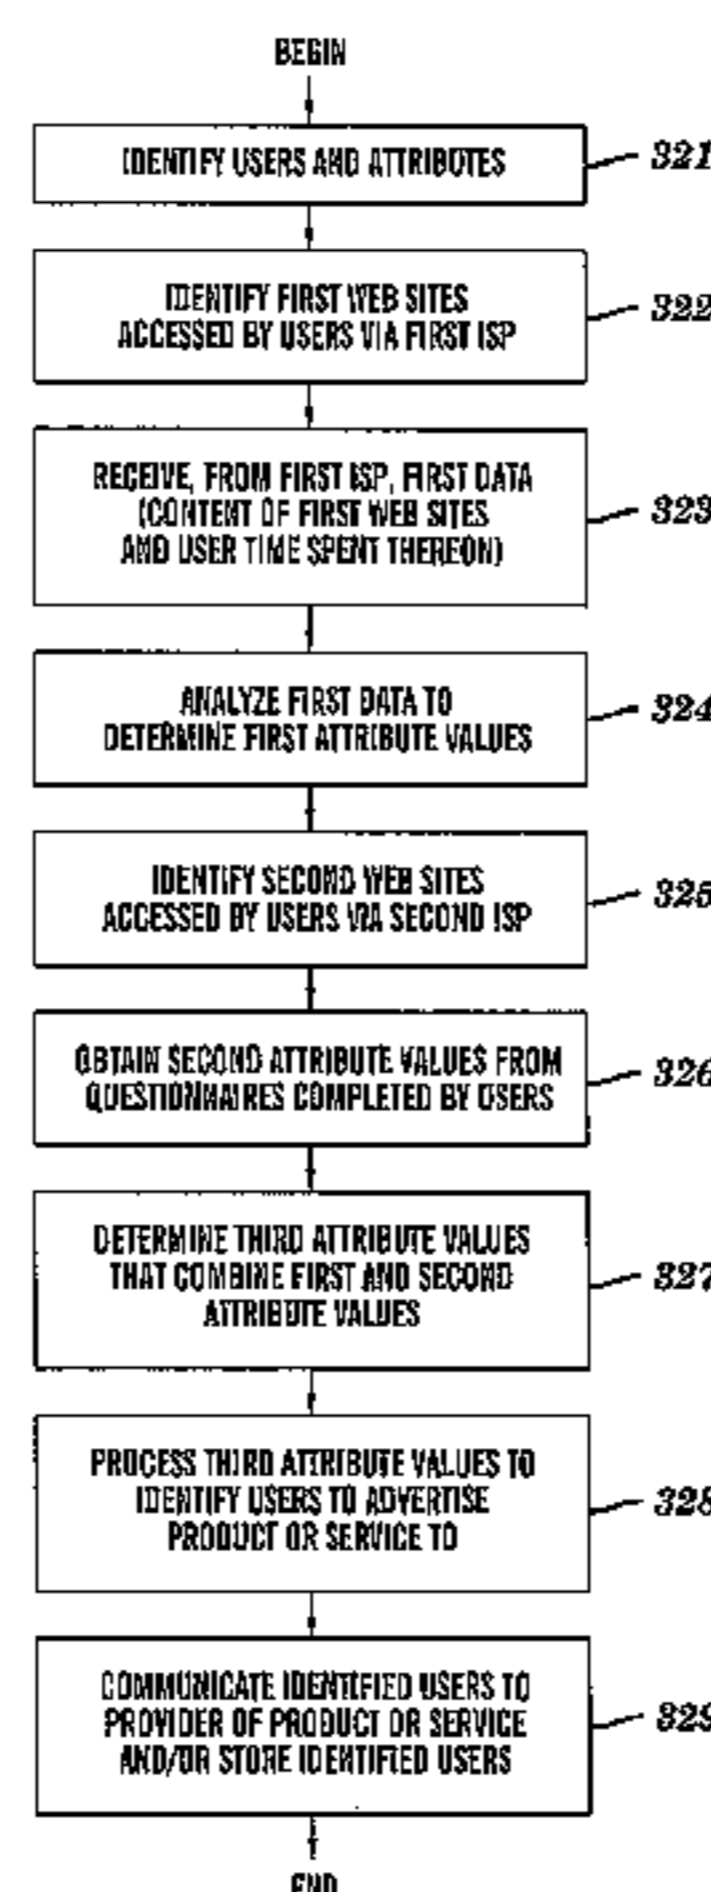 BEGIN
IDENTIFY USERS AND ATTRIBUTES
321
IDENTIFY FIRST WEB SITES
ACCESSED BY USERS VIA FIRST ISP
322
RECEIVE, FROM FIRST ISP, FIRST DATA
(CONTENT OF FIRST WEB SITES
AND USER TIME SPENT THEREON)
323
ANALYZE FIRST DATA TO
DETERMINE FIRST ATTRIBUTE VALUES
324
IDENTIFY SECOND WEB SITES
ACCESSED BY USERS VIA SECOND ISP
325
OBTAIN SECOND ATTRIBUTE VALUES FROM
QUESTIONNAIRES COMPLETED BY USERS
326
DETERMINE THIRD ATTRIBUTE VALUES
THAT COMBINE FIRST AND SECOND
ATTRIBUTE VALUES
327
PROCESS THIRD ATTRIBUTE VALUES TO
IDENTIFY USERS TO ADVERTISE
PRODUCT OR SERVICE TO
328
COMMUNICATE IDENTIFIED USERS TO
PROVIDER OF PRODUCT OR SERVICE
AND/OR STORE IDENTIFIED USERS
329
END